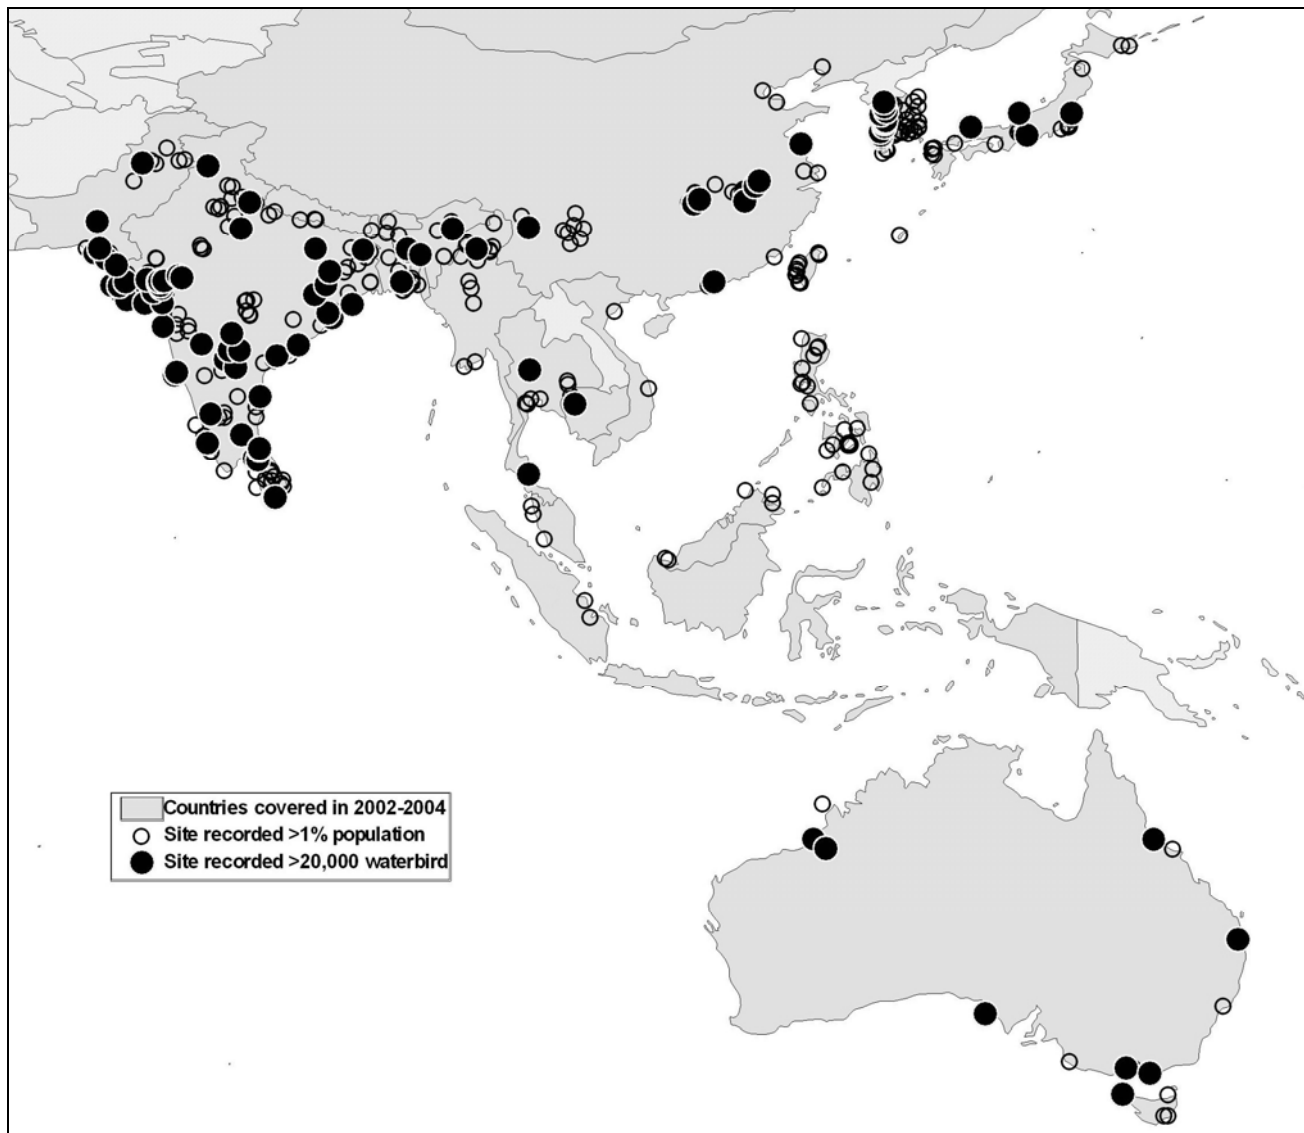 Countries covered in 2002-2004
Site recorded >1% population
Site recorded >20,000 waterbird